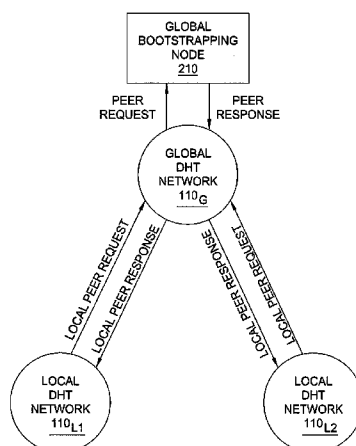 GLOBAL
BOOTSTRAPPING
NODE
210
PEER
REQUEST
PEER
RESPONSE
GLOBAL
DHT
NETWORK
110G
LOCAL PEER REQUEST
LOCAL PEER RESPONSE
LOCAL PEER RESPONSE
LOCAL PEER REQUEST
LOCAL
DHT
NETWORK
110L1
LOCAL
DHT
NETWORK
110L2